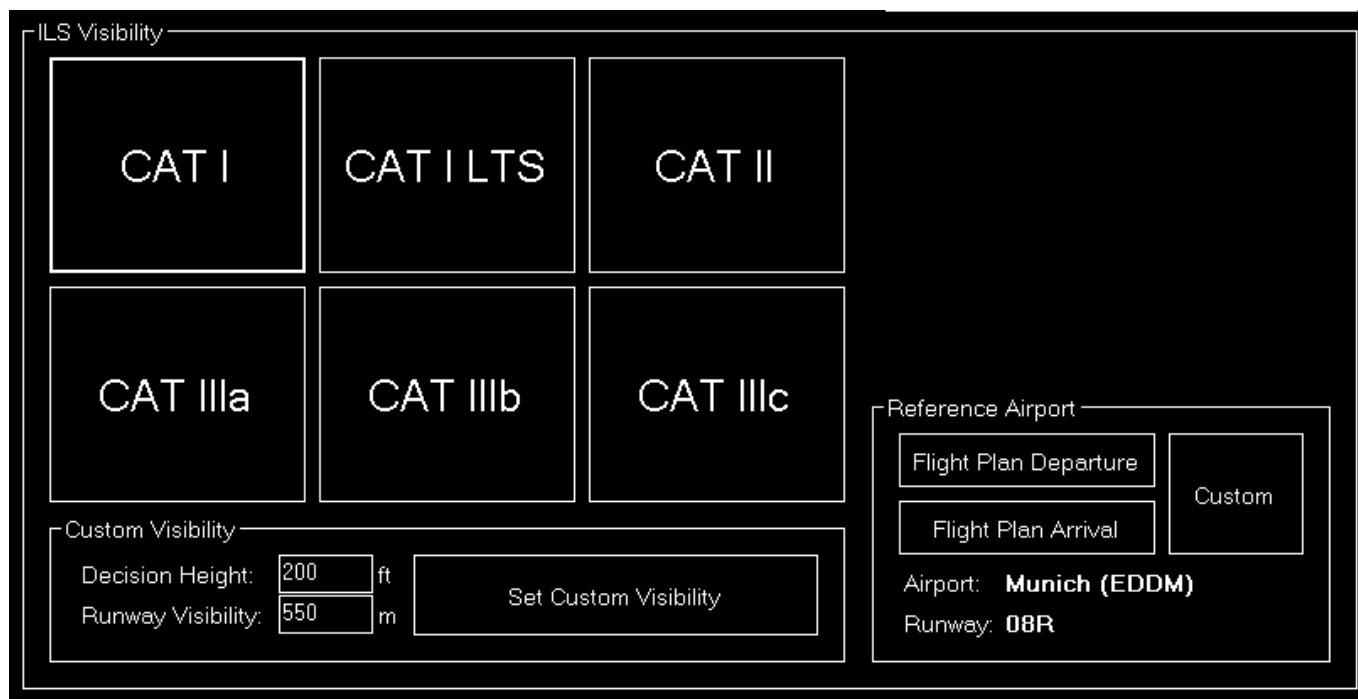 ILS Visibility
CAT I
CAT I LTS
CAT II
CAT IIIa
CAT IIIb
CAT IIIc
Custom Visibility
Decision Height: 200 ft
Runway Visibility: 550 m
Set Custom Visibility
Reference Airport
Flight Plan Departure
Flight Plan Arrival
Custom
Airport: Munich (EDDM)
Runway: 08R